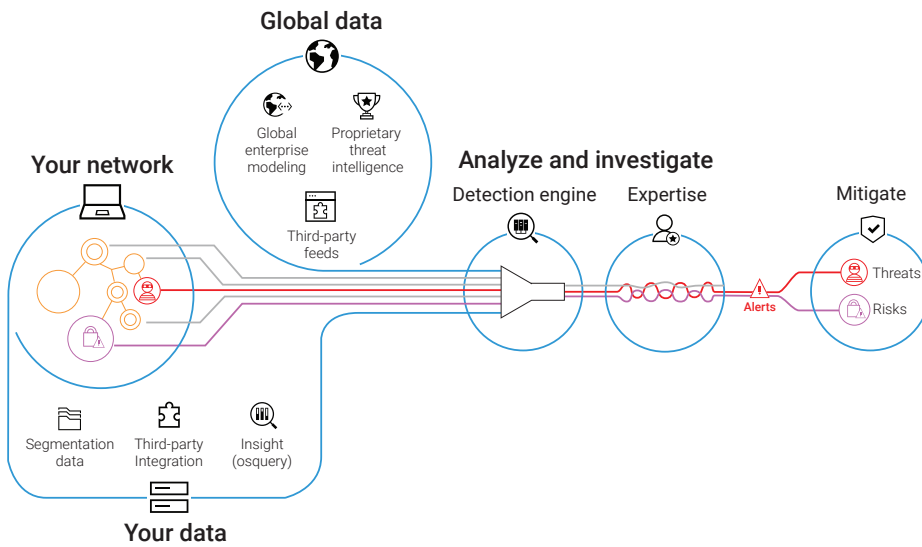 Global data
Global
enterprise
modeling
Proprietary
threat
intelligence
Third-party
feeds
Your network
Analyze and investigate
Detection engine
Expertise
Mitigate
Alerts
Threats
Risks
Segmentation
data
Third-party
Integration
Insight
(osquery)
Your data